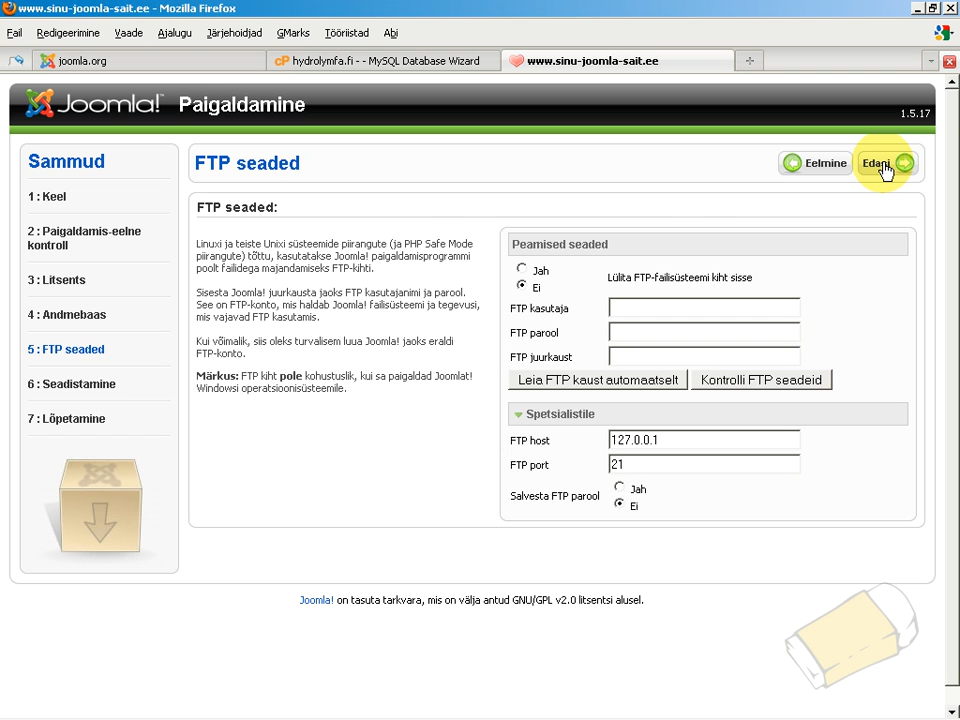 www.sinu-joomla-sait.ee - Mozilla Firefox
Fail Redigeerimine Vaade Ajalugu Järjehoidjad GMarks Tööriistad Abi
joomla.org
cP hydrolymfa.fi - - MySQL Database Wizard
www.sinu-joomla-sait.ee
Joomla! Paigaldamine
1.5.17
Sammud
1 : Keel
2 : Paigaldamis-eelne
kontroll
3 : Litsents
4 : Andmebaas
5 : FTP seaded
6 : Seadistamine
7 : Lõpetamine
FTP seaded
Eelmine
Edasi
FTP seaded:
Linuxi ja teiste Unixi süsteemide piirangute (ja PHP Safe Mode
piirangute) tõttu, kasutatakse Joomla! paigaldamisprogrammi
poolt failidega majandamiseks FTP-kihti.
Sisesta Joomla! juurkausta jaoks FTP kasutajanimi ja parool.
See on FTP-konto, mis haldab Joomla! failisüsteemi ja tegevusi,
mis vajavad FTP kasutamis.
Kui võimalik, siis oleks turvalisem luua Joomla! jaoks eraldi
FTP-konto.
Märkus: FTP kiht pole kohustuslik, kui sa paigaldad Joomla!
Windowsi operatsioonisüsteemile.
Peamised seaded
Jah
Ei
Lülita FTP-failisüsteemi kiht sisse
FTP kasutaja
FTP parool
FTP juurkaust
Leia FTP kaust automaatselt
Kontrolli FTP seadeid
Spetsialistile
FTP host 127.0.0.1
FTP port 21
Salvesta FTP parool
Jah
Ei
Joomla! on tasuta tarkvara, mis on välja antud GNU/GPL v2.0 litsentsi alusel.